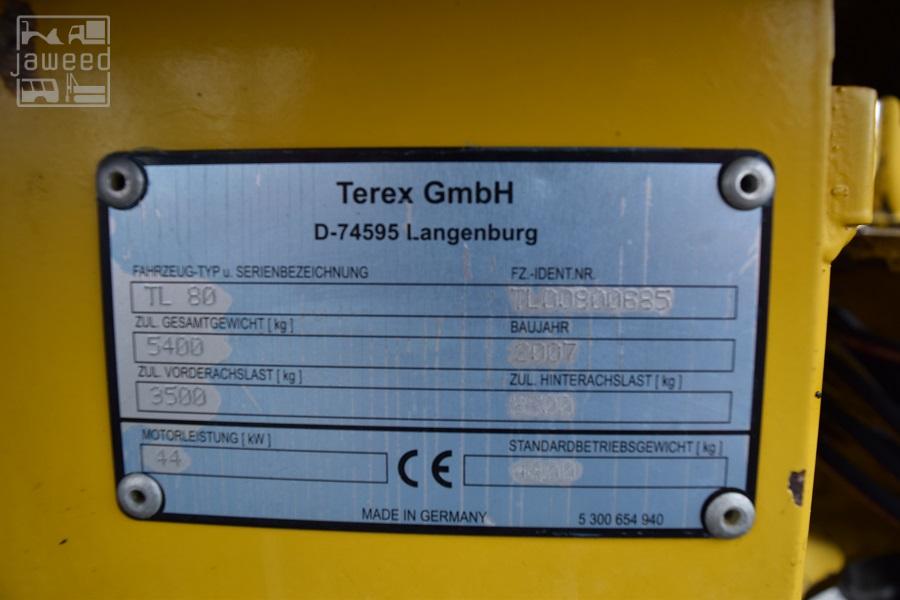 jaweed
Terex GmbH
D-74595 Langenburg
FAHRZEUG-TYP u. SERIENBEZEICHNUNG FZ.-IDENT.NR.
TL 80 TL00800685
ZUL. GESAMTGEWICHT [ kg ] BAUJAHR
5400 2007
ZUL. VORDERACHSLAST [ kg ] ZUL. HINTERACHSLAST [ kg ]
3500
MOTORLEISTUNG [ kW ] STANDARDBETRIEBSGEWICHT [ kg ]
44 CE
MADE IN GERMANY 5 300 654 940